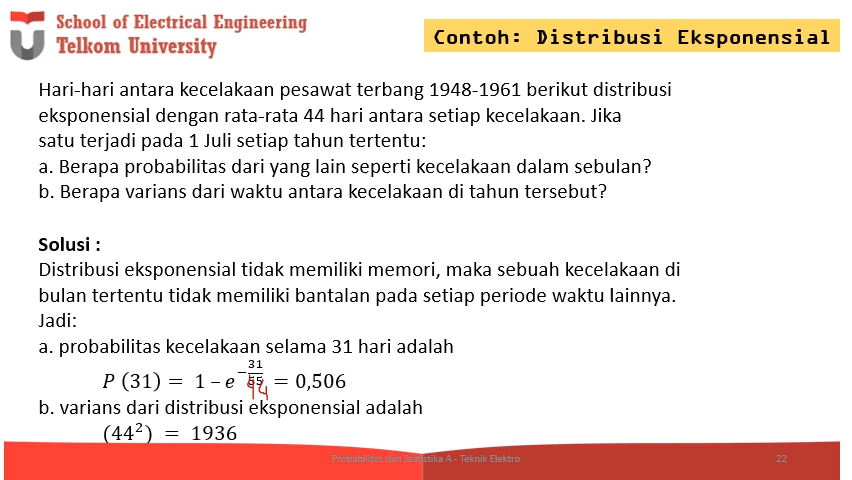 School of Electrical Engineering
Telkom University
Contoh: Distribusi Eksponensial
Hari-hari antara kecelakaan pesawat terbang 1948-1961 berikut distribusi
eksponensial dengan rata-rata 44 hari antara setiap kecelakaan. Jika
satu terjadi pada 1 Juli setiap tahun tertentu:
a. Berapa probabilitas dari yang lain seperti kecelakaan dalam sebulan?
b. Berapa varians dari waktu antara kecelakaan di tahun tersebut?
Solusi :
Distribusi eksponensial tidak memiliki memori, maka sebuah kecelakaan di
bulan tertentu tidak memiliki bantalan pada setiap periode waktu lainnya.
Jadi:
a. probabilitas kecelakaan selama 31 hari adalah
P (31) = 1 – e^(−31/44) = 0,506
b. varians dari distribusi eksponensial adalah
(44²) = 1936
Probabilitas dan Statistika A - Teknik Elektro
22